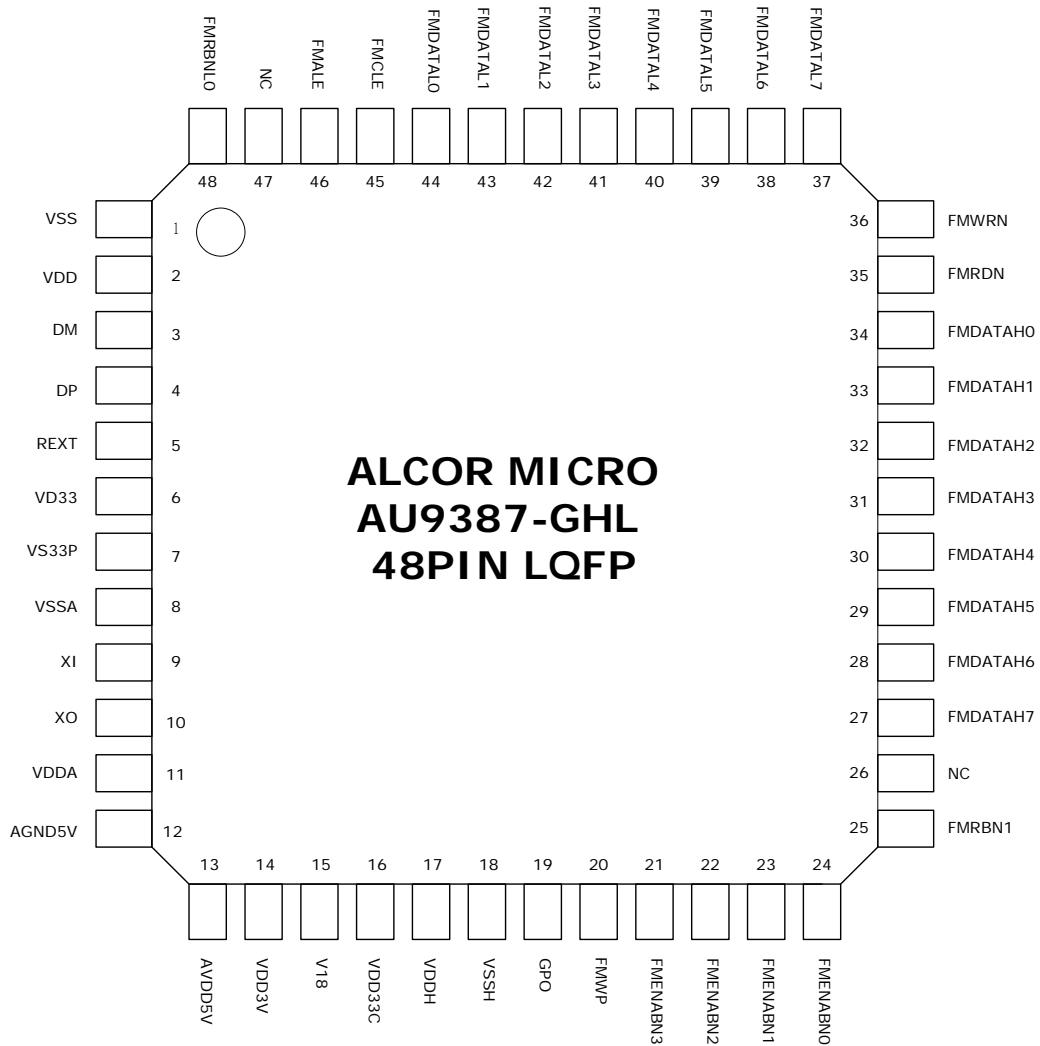 FMRBNL0
NC
FMALE
FMCLE
FMDATAL0
FMDATAL1
FMDATAL2
FMDATAL3
FMDATAL4
FMDATAL5
FMDATAL6
FMDATAL7
48 47 46 45 44 43 42 41 40 39 38 37
VSS 1
VDD 2
DM 3
DP 4
REXT 5
VD33 6
VS33P 7
VSSA 8
XI 9
XO 10
VDDA 11
AGND5V 12
ALCOR MICRO
AU9387-GHL
48PIN LQFP
36 FMWRN
35 FMRDN
34 FMDATAH0
33 FMDATAH1
32 FMDATAH2
31 FMDATAH3
30 FMDATAH4
29 FMDATAH5
28 FMDATAH6
27 FMDATAH7
26 NC
25 FMRBN1
13 14 15 16 17 18 19 20 21 22 23 24
AVDD5V
VDD3V
V18
VDD33C
VDDH
VSSH
GPO
FMWP
FMENABN3
FMENABN2
FMENABN1
FMENABN0